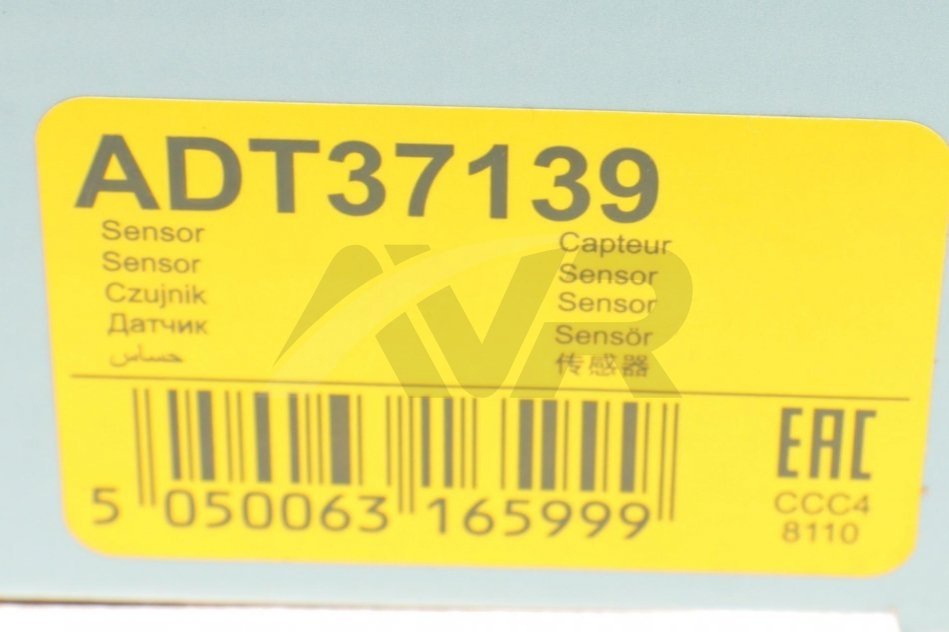 ADT37139
Sensor
Sensor
Czujnik
Датчик
حساس
Capteur
Sensor
Sensor
Sensör
传感器
5 050063 165999
EAC
CCC4
8110
AVR